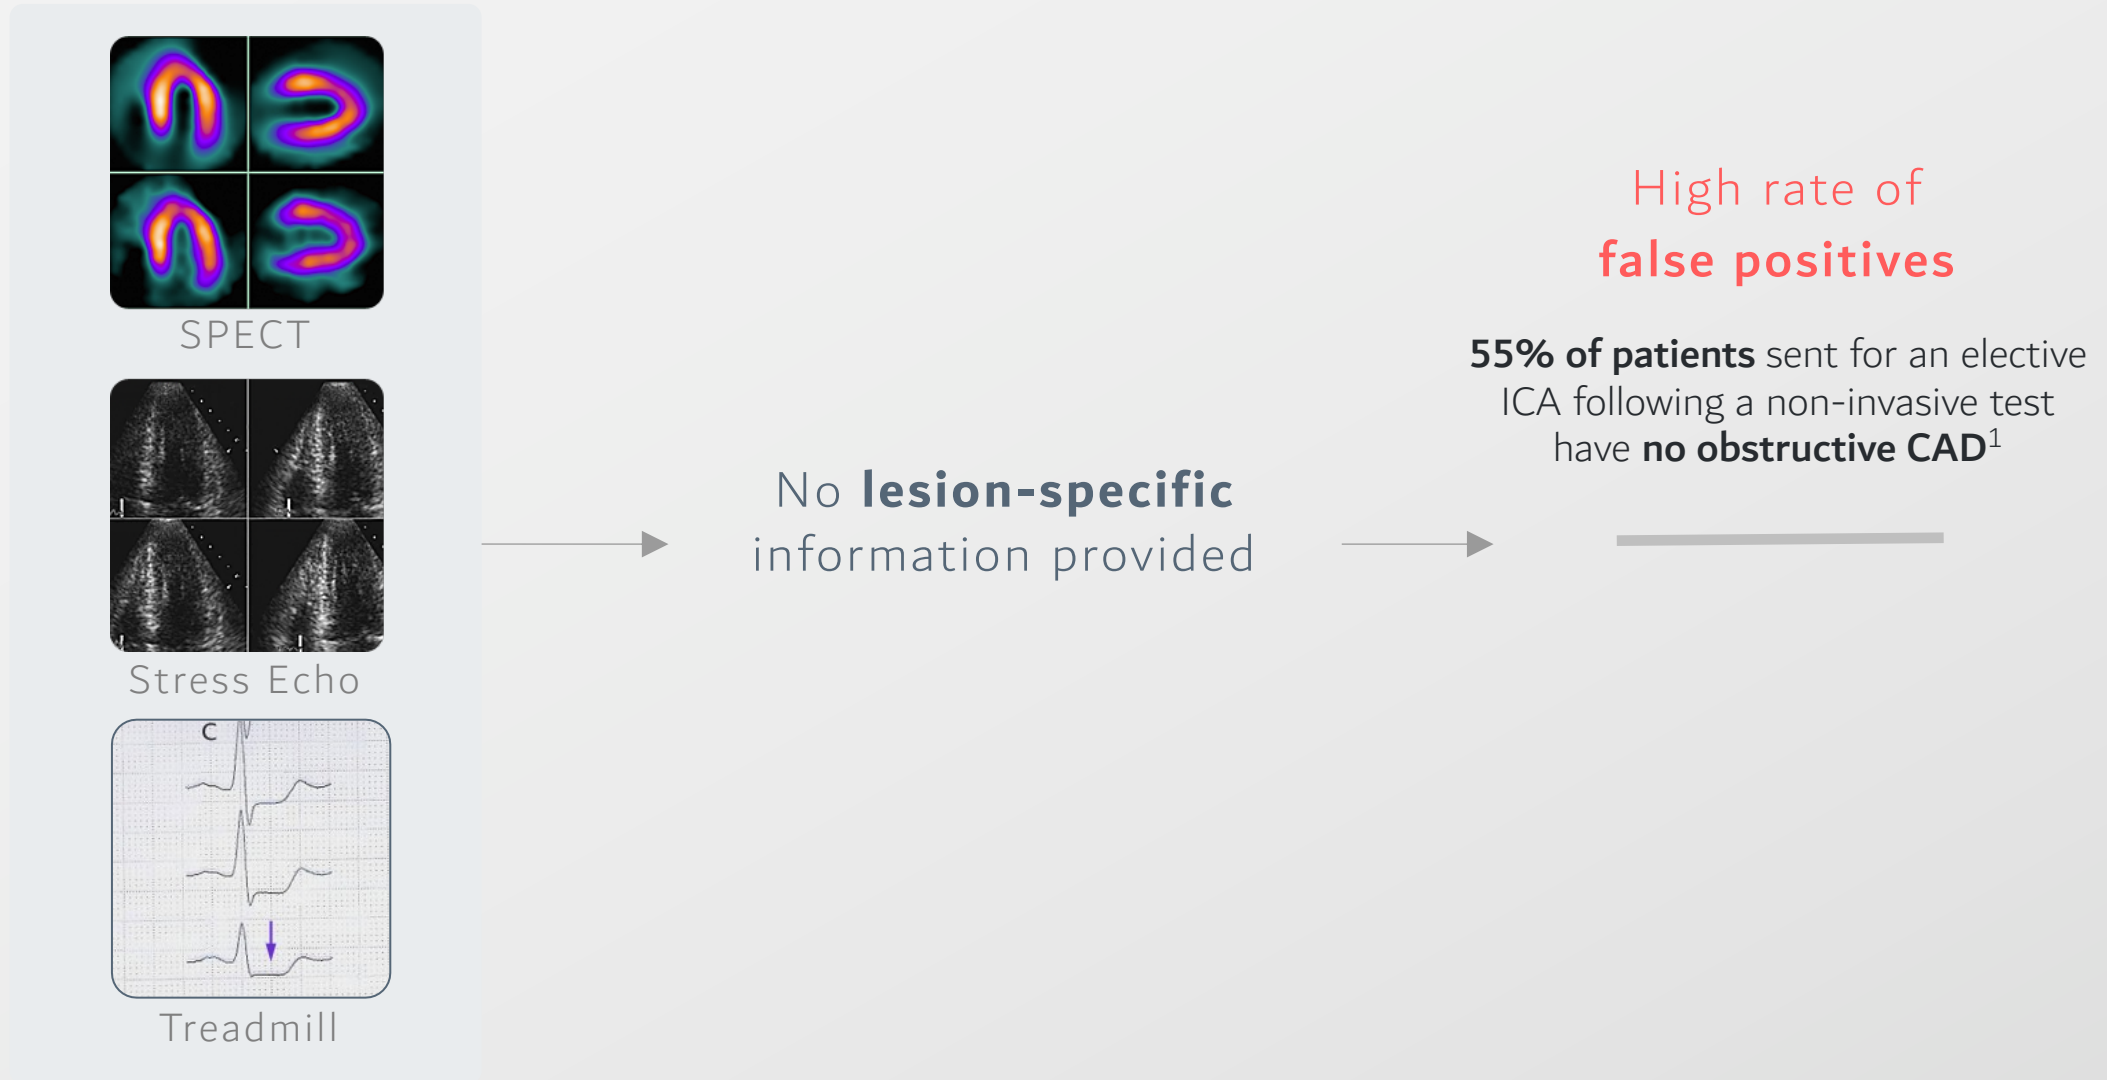 SPECT
Stress Echo
C
Treadmill
No lesion-specific
information provided
High rate of
false positives
55% of patients sent for an elective
ICA following a non-invasive test
have no obstructive CAD¹